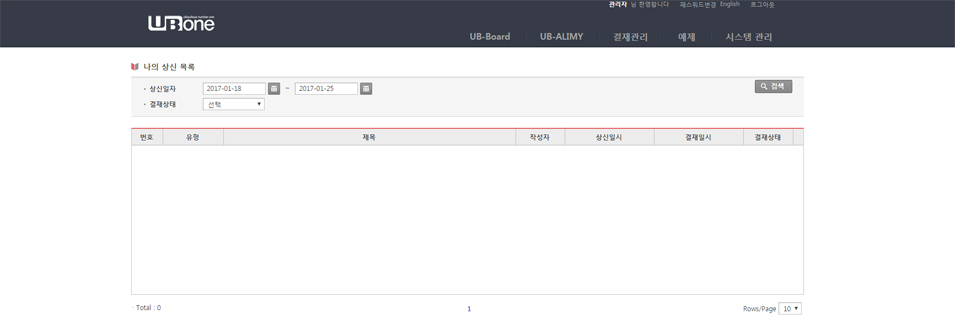 관리자 님 환영합니다 패스워드변경 English 로그아웃
UBone
UB-Board UB-ALIMY 결재관리 예제 시스템 관리
나의 상신 목록
· 상신일자 2017-01-18 ~ 2017-01-25 검색
· 결재상태 선택
번호 유형 제목 작성자 상신일시 결재일시 결재상태
· Total : 0 1 Rows/Page 10